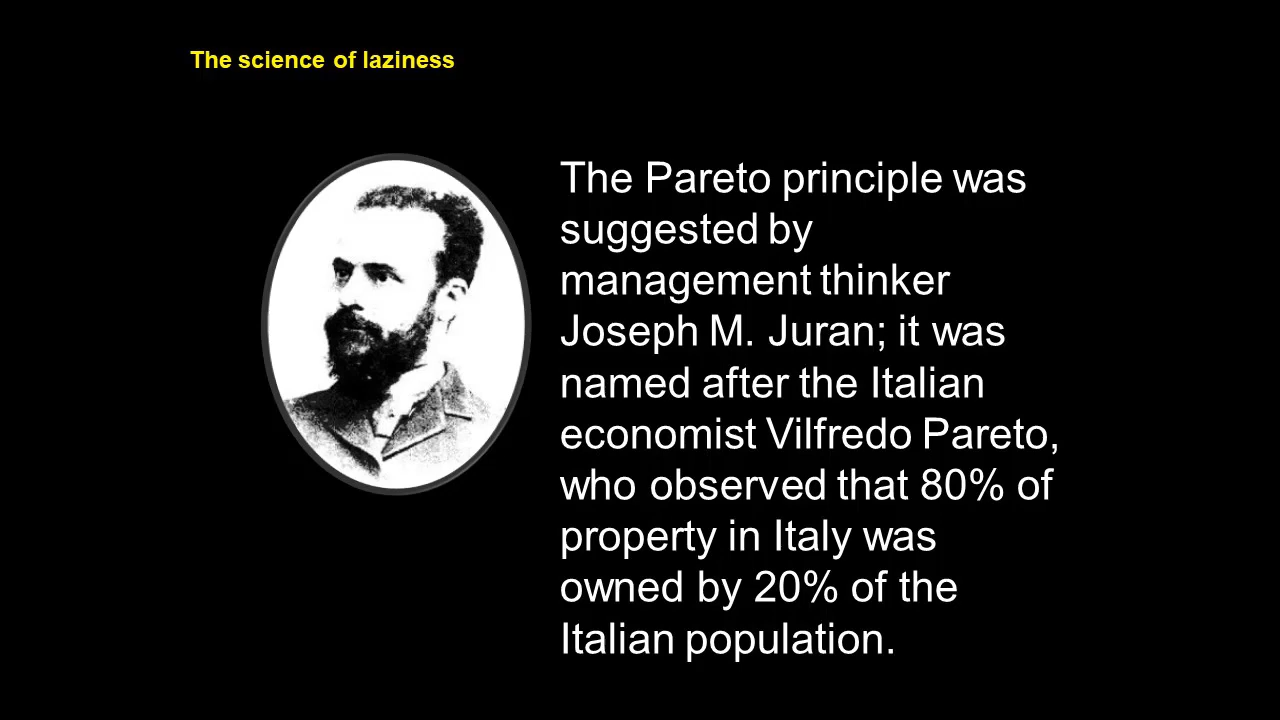 The science of laziness
The Pareto principle was
suggested by
management thinker
Joseph M. Juran; it was
named after the Italian
economist Vilfredo Pareto,
who observed that 80% of
property in Italy was
owned by 20% of the
Italian population.